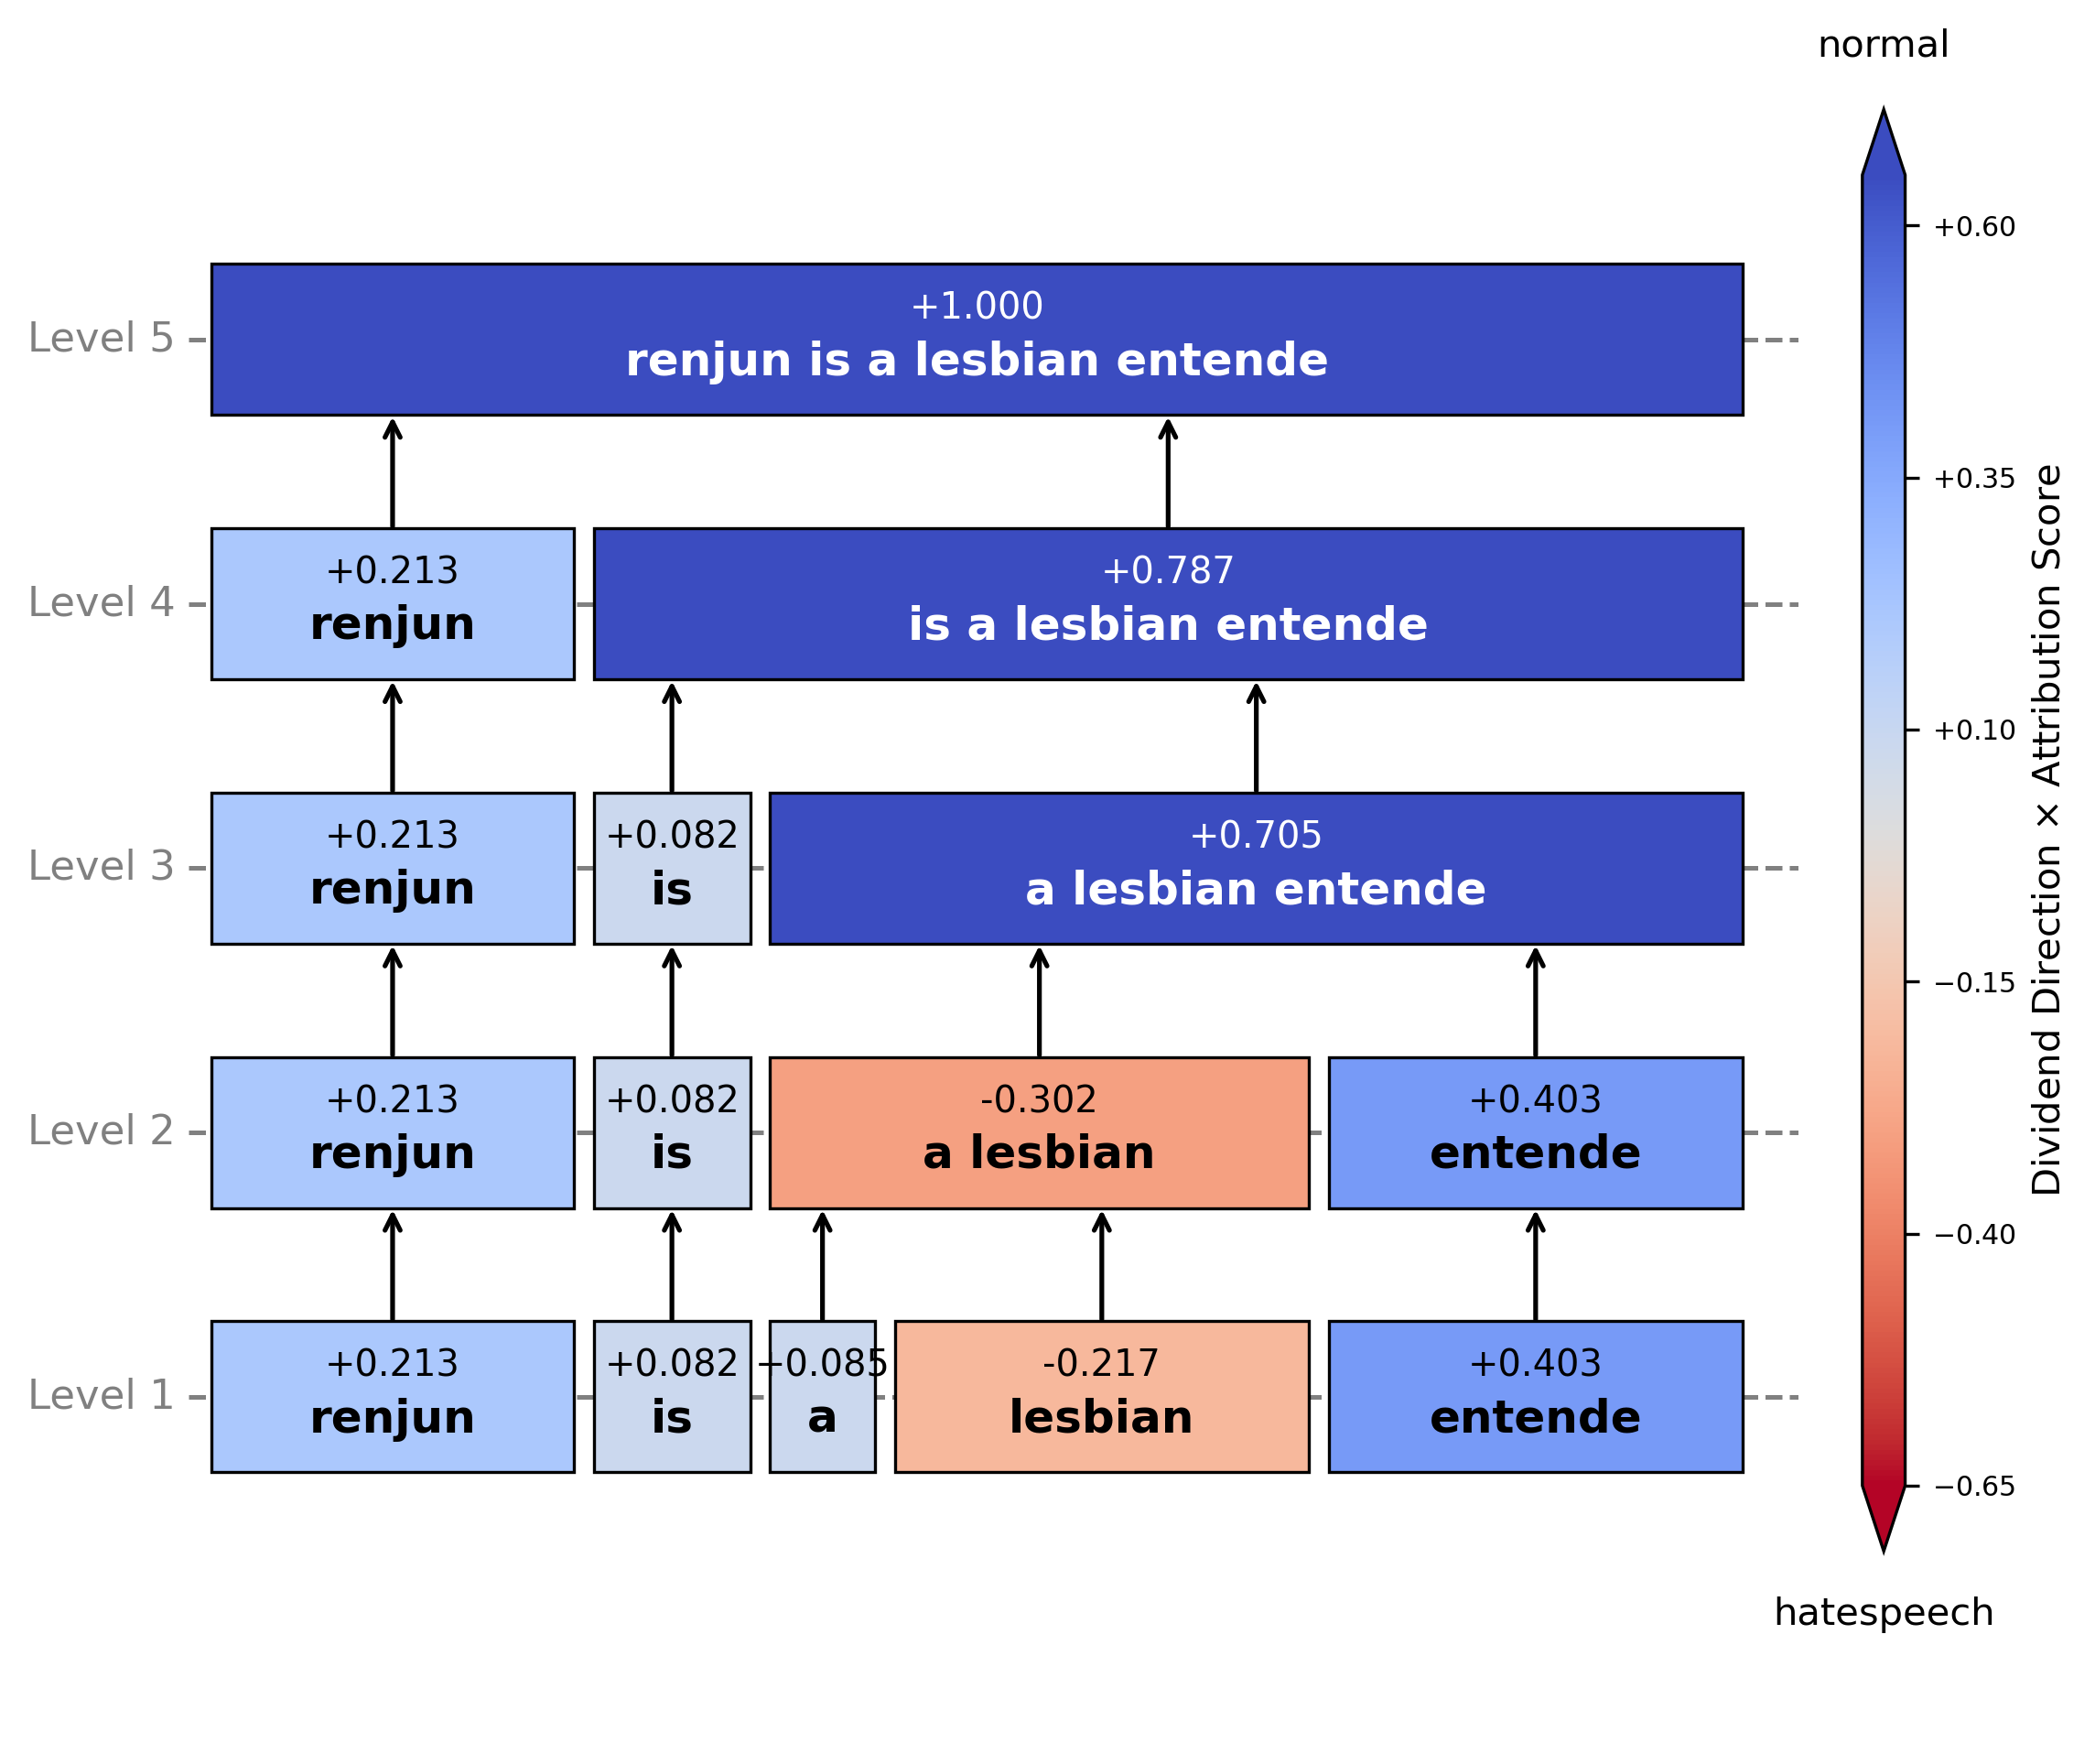 normal
+0.60
+0.35
+0.10
−0.15
−0.40
−0.65
hatespeech
Dividend Direction × Attribution Score
Level 5
+1.000
renjun is a lesbian entende
Level 4
+0.213
renjun
+0.787
is a lesbian entende
Level 3
+0.213
renjun
+0.082
is
+0.705
a lesbian entende
Level 2
+0.213
renjun
+0.082
is
-0.302
a lesbian
+0.403
entende
Level 1
+0.213
renjun
+0.082
is
+0.085
a
-0.217
lesbian
+0.403
entende